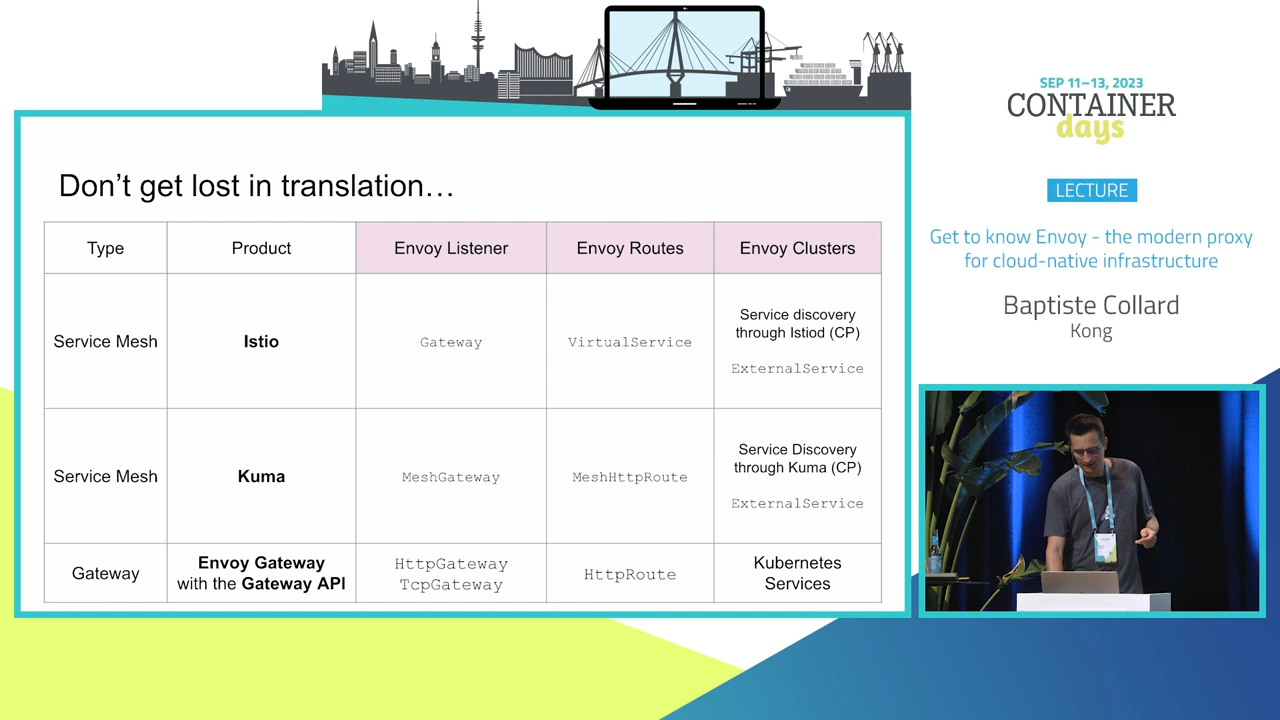 Don't get lost in translation…
Type
Product
Envoy Listener
Envoy Routes
Envoy Clusters
Service Mesh
Istio
Gateway
VirtualService
Service discovery
through Istiod (CP)
ExternalService
Service Mesh
Kuma
MeshGateway
MeshHttpRoute
Service Discovery
through Kuma (CP)
ExternalService
Gateway
Envoy Gateway
with the Gateway API
HttpGateway
TcpGateway
HttpRoute
Kubernetes
Services
SEP 11–13, 2023
CONTAINER
days
LECTURE
Get to know Envoy - the modern proxy
for cloud-native infrastructure
Baptiste Collard
Kong